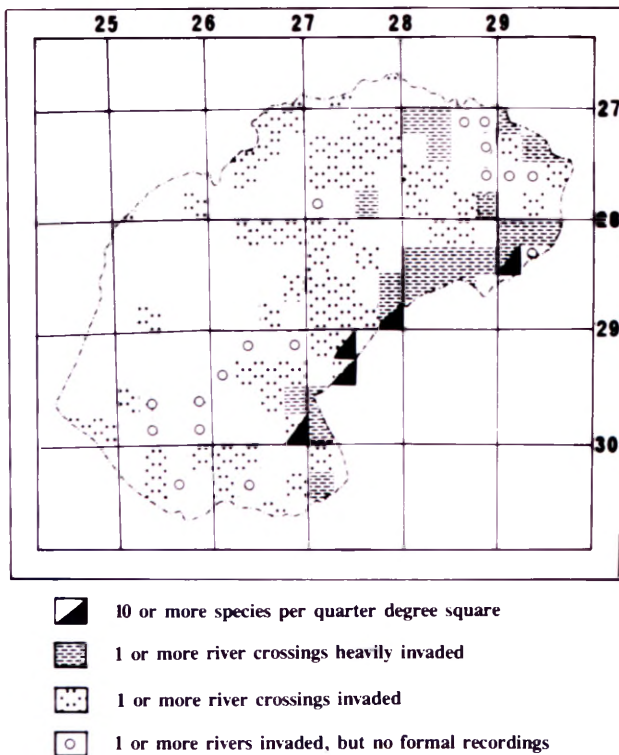 25 26 27 28 29
27
28
29
30
10 or more species per quarter degree square
1 or more river crossings heavily invaded
1 or more river crossings invaded
1 or more rivers invaded, but no formal recordings